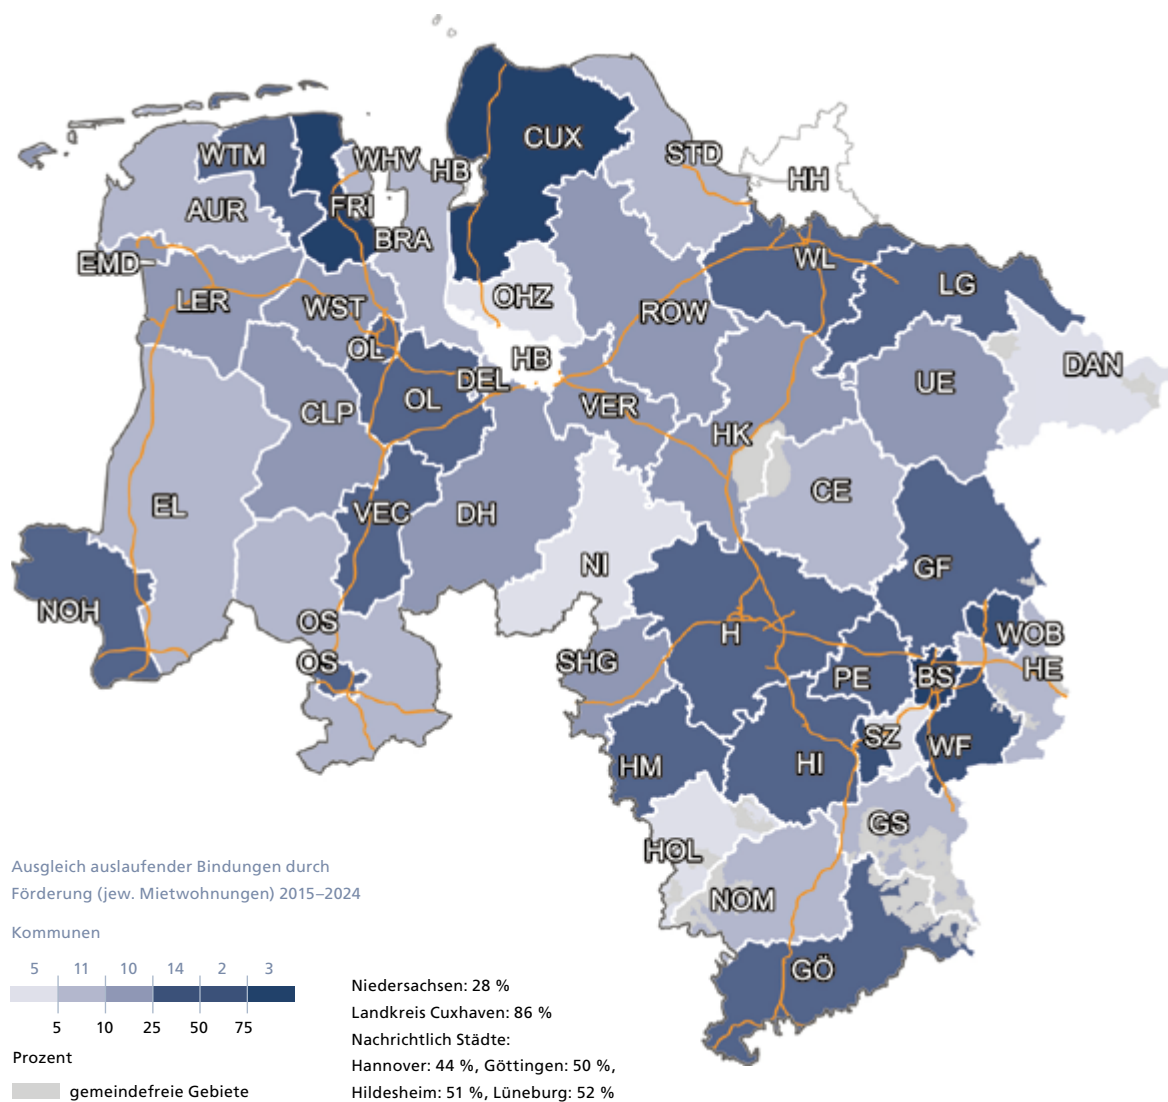 CUX
STD
HH
WTM
WHV
HB
AUR
FRI
BRA
EMD
WL
LG
LER
WST
OHZ
ROW
OL
HB
DAN
DEL
UE
CLP
OL
VER
HK
EL
VEC
DH
CE
NI
GF
NOH
OS
H
WOB
OS
SHG
PE
BS
HE
SZ
WF
HM
HI
GS
HOL
NOM
GÖ
Ausgleich auslaufender Bindungen durch
Förderung (jew. Mietwohnungen) 2015–2024
Kommunen
5 11 10 14 2 3
5 10 25 50 75
Prozent
gemeindefreie Gebiete
Niedersachsen: 28 %
Landkreis Cuxhaven: 86 %
Nachrichtlich Städte:
Hannover: 44 %, Göttingen: 50 %,
Hildesheim: 51 %, Lüneburg: 52 %